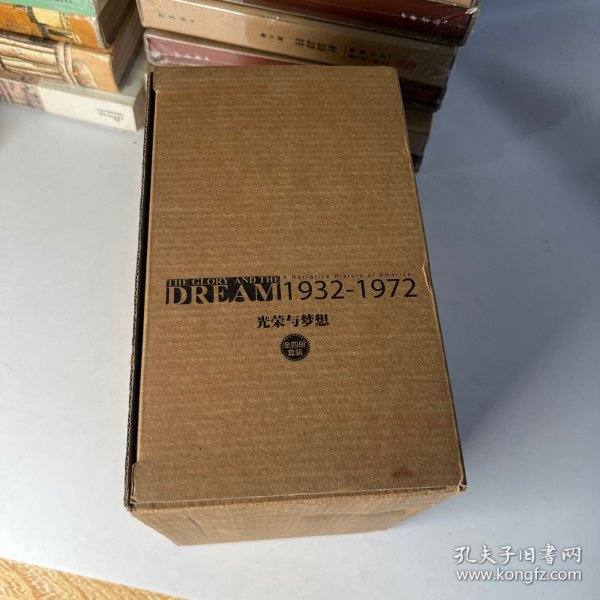 THE GLORY AND THE
DREAM
A Narrative History of America
1932-1972
光荣与梦想
全四册
套装
孔夫子旧书网
www.kongfz.com